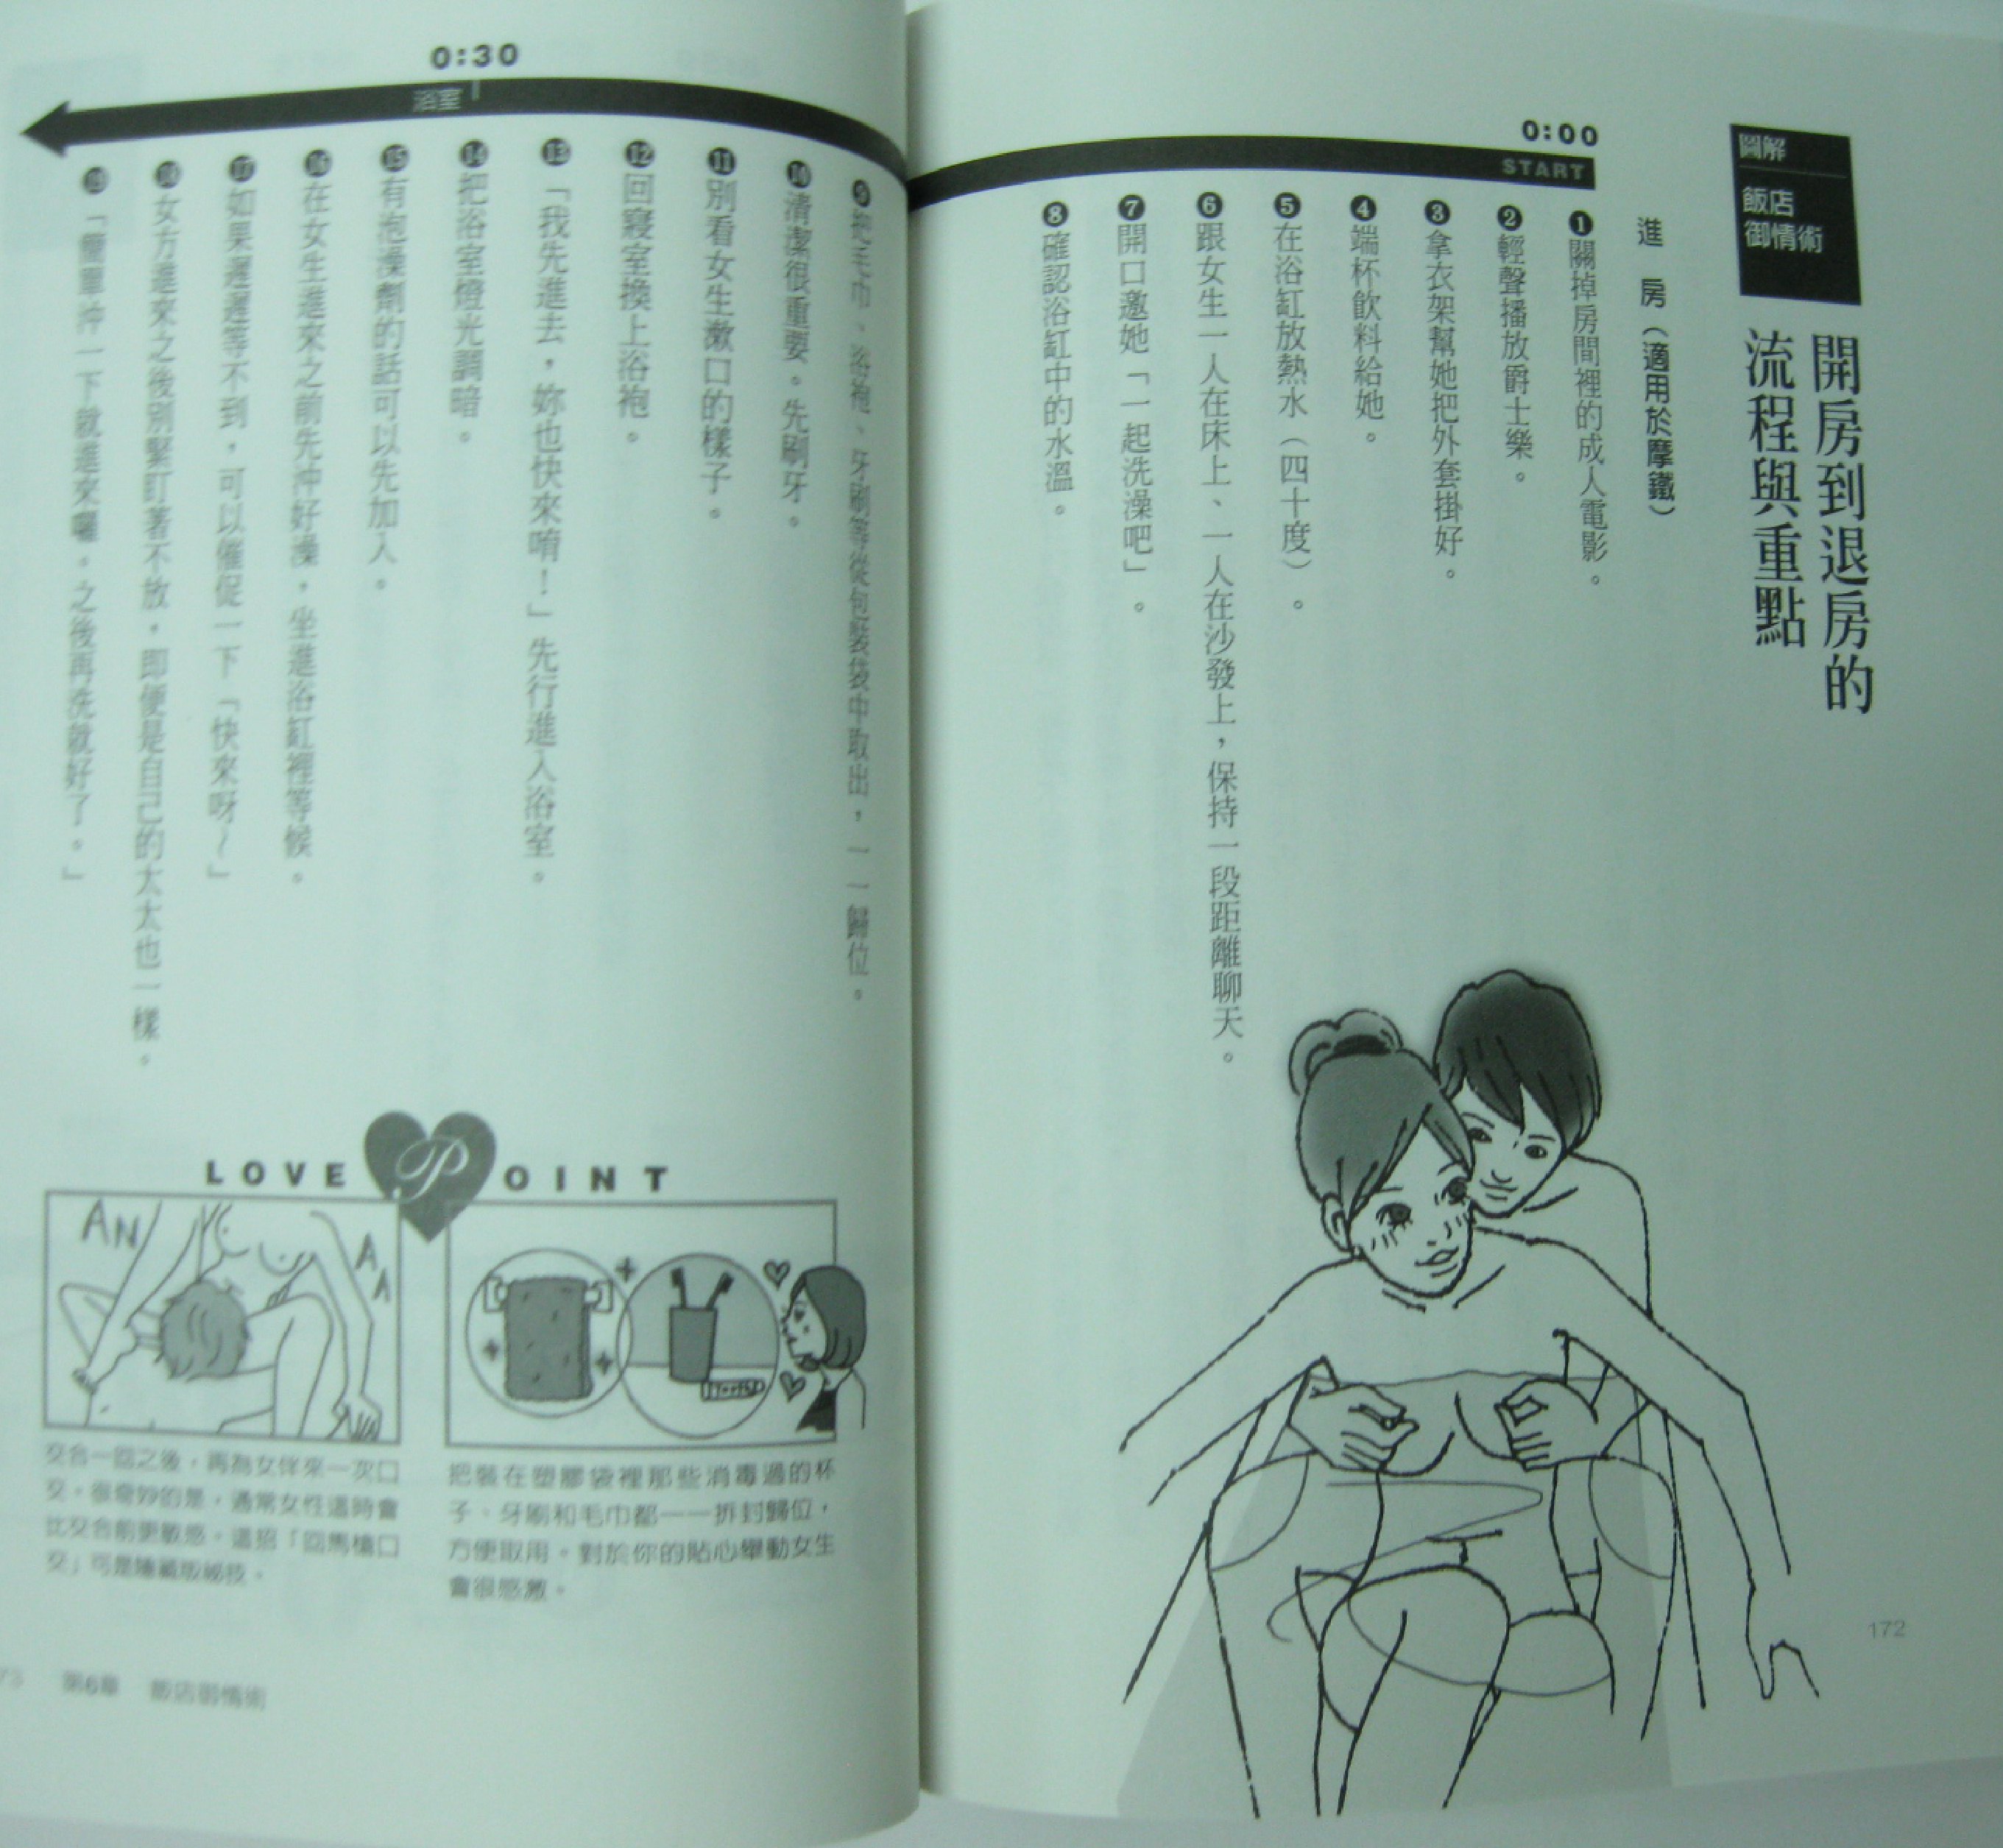 圖解
飯店
御情術
開房到退房的
流程與重點
0:00
START
進 房（適用於摩鐵）
❶關掉房間裡的成人電影。
❷輕聲播放爵士樂。
❸拿衣架幫她把外套掛好。
❹端杯飲料給她。
❺在浴缸放熱水（四十度）。
❻跟女生一人在床上、一人在沙發上，保持一段距離聊天。
❼開口邀她「一起洗澡吧」。
❽確認浴缸中的水溫。
172
0:30
浴室
❾把毛巾、浴袍、牙刷等從包裝袋中取出，一一歸位。
❿清潔很重要。先刷牙。
⓫別看女生漱口的樣子。
⓬回寢室換上浴袍。
⓭「我先進去，妳也快來唷！」先行進入浴室。
⓮把浴室燈光調暗。
⓯有泡澡劑的話可以先加入。
⓰在女生進來之前先沖好澡，坐進浴缸裡等候。
⓱如果遲遲等不到，可以催促一下「快來呀～」
⓲女方進來之後別緊盯著不放，即便是自己的太太也一樣。
⓳「簡單沖一下就進來囉。之後再洗就好了。」
LOVE POINT
把裝在塑膠袋裡那些消毒過的杯
子、牙刷和毛巾都一一拆封歸位，
方便取用。對於你的貼心舉動女生
會很感激。
AN
A A
交合一回之後，再為女伴來一次口
交。很奇妙的是，通常女性這時會
比交合前更敏感。這招「回馬槍口
交」可是
第6章 飯店御情術